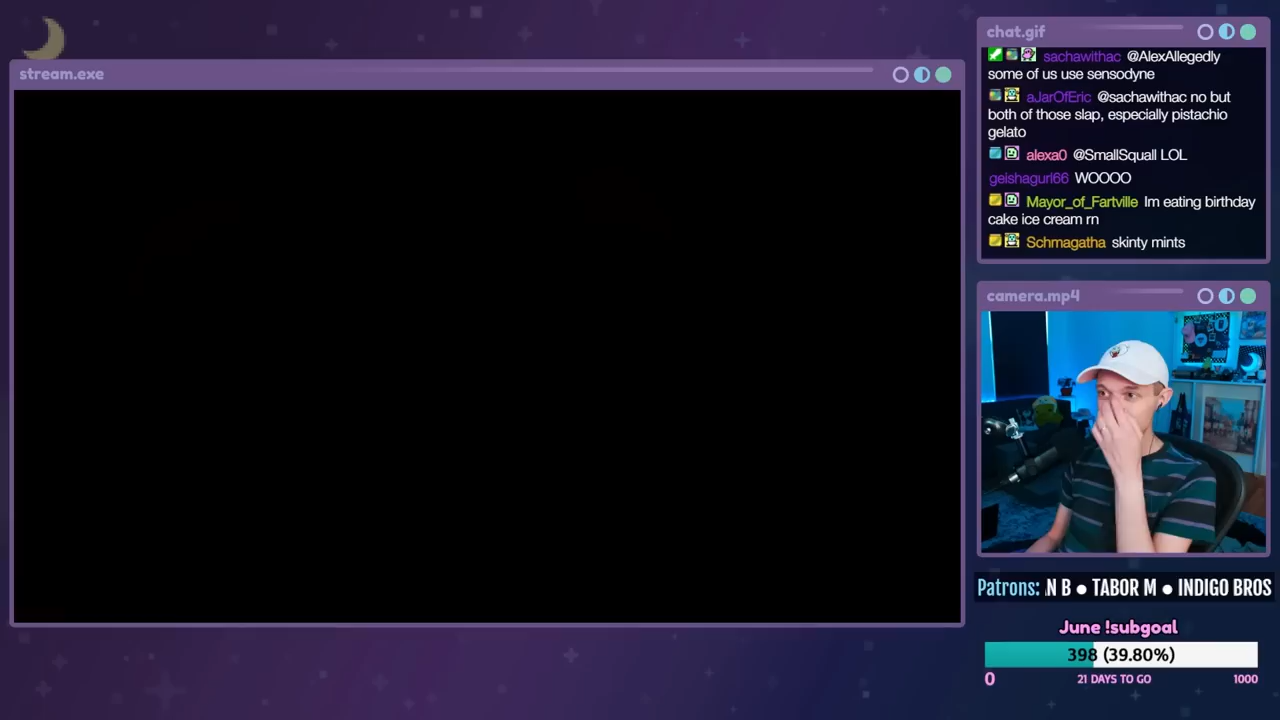 stream.exe
chat.gif
sachawithac @AlexAllegedly
some of us use sensodyne
aJarOfEric @sachawithac no but
both of those slap, especially pistachio
gelato
alexa0 @SmallSquall LOL
geishagurl66 WOOOO
Mayor_of_Fartville Im eating birthday
cake ice cream rn
Schmagatha skinty mints
camera.mp4
Patrons: N B ● TABOR M ● INDIGO BROS
June !subgoal
398 (39.80%)
0 21 DAYS TO GO 1000